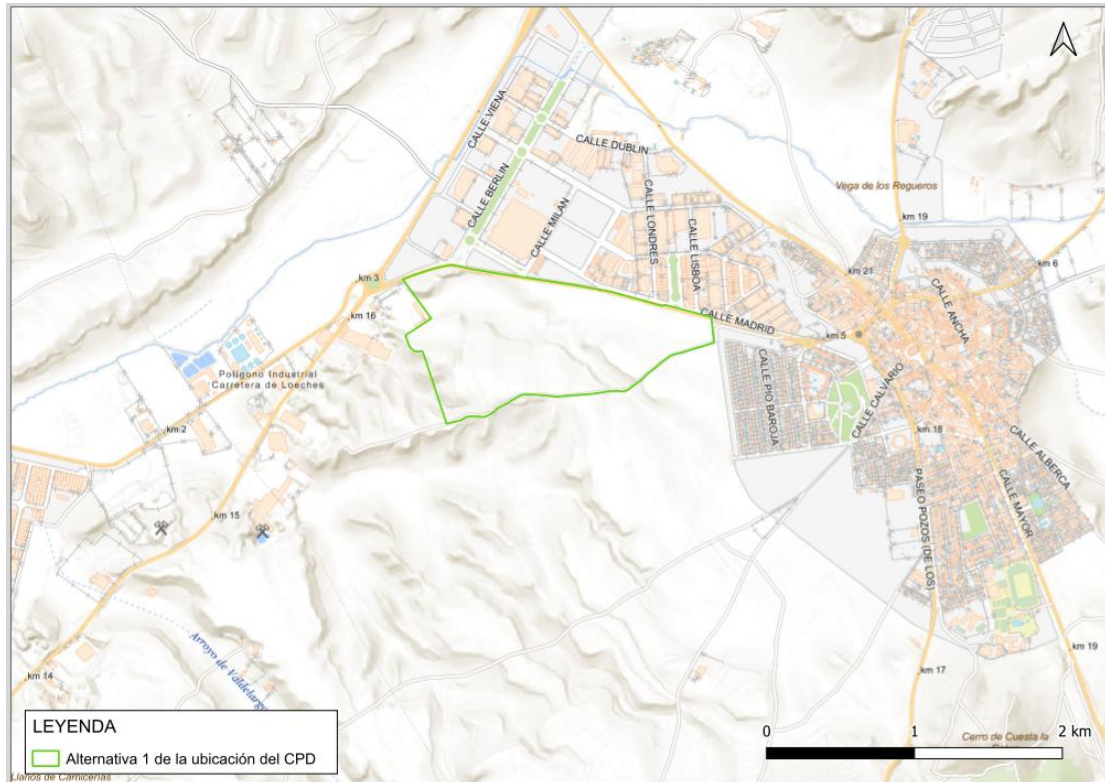 CALLE VIENA
CALLE DUBLIN
CALLE BERLIN
CALLE MILAN
CALLE LONDRES
CALLE LISBOA
Vega de los Regueros
km 19
km 6
km 21
CALLE ANCHA
km 3
km 16
CALLE MADRID
km 5
Polígono Industrial
Carretera de Loeches
CALLE PIO BAROJA
CALLE CALVARIO
km 2
km 18
CALLE ALBERCA
CALLE MAYOR
PASEO POZOS (DE LOS)
km 15
Arroyo de Valdelargo
km 14
km 17
km 19
LEYENDA
Alternativa 1 de la ubicación del CPD
0 1 2 km
Cerro de Cuesta la
Llanos de Carnicerías